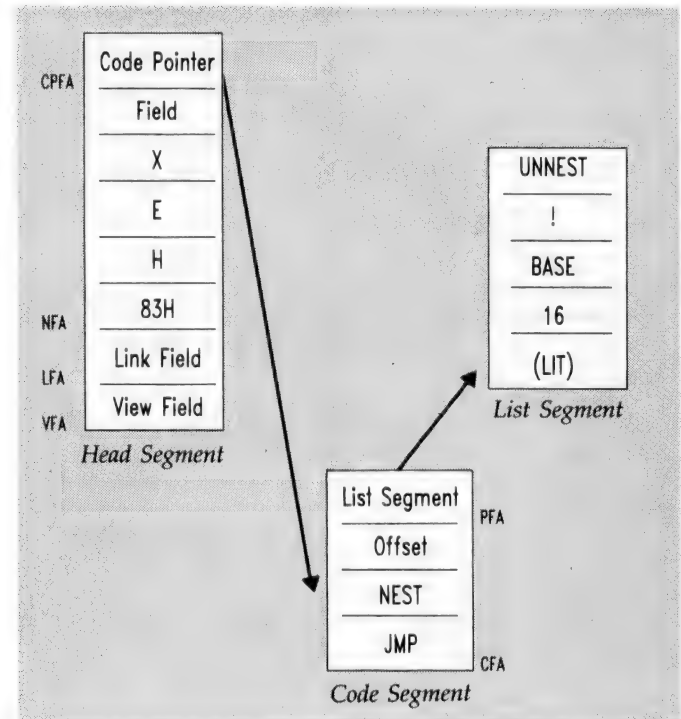 CPFA
Code Pointer
Field
X
E
H
83H
NFA
Link Field
LFA
View Field
VFA
Head Segment
UNNEST
!
BASE
16
(LIT)
List Segment
List Segment
PFA
Offset
NEST
JMP
CFA
Code Segment